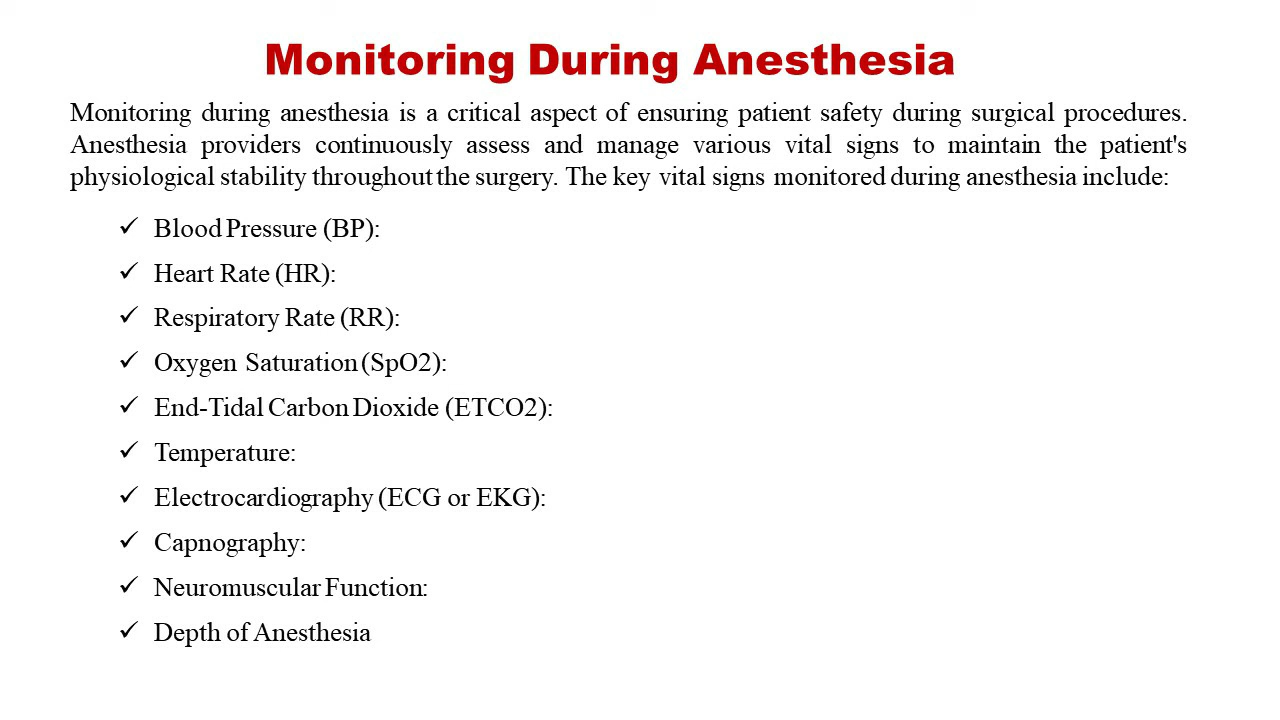 Monitoring During Anesthesia
Monitoring during anesthesia is a critical aspect of ensuring patient safety during surgical procedures.
Anesthesia providers continuously assess and manage various vital signs to maintain the patient's
physiological stability throughout the surgery. The key vital signs monitored during anesthesia include:
✓ Blood Pressure (BP):
✓ Heart Rate (HR):
✓ Respiratory Rate (RR):
✓ Oxygen Saturation (SpO2):
✓ End-Tidal Carbon Dioxide (ETCO2):
✓ Temperature:
✓ Electrocardiography (ECG or EKG):
✓ Capnography:
✓ Neuromuscular Function:
✓ Depth of Anesthesia